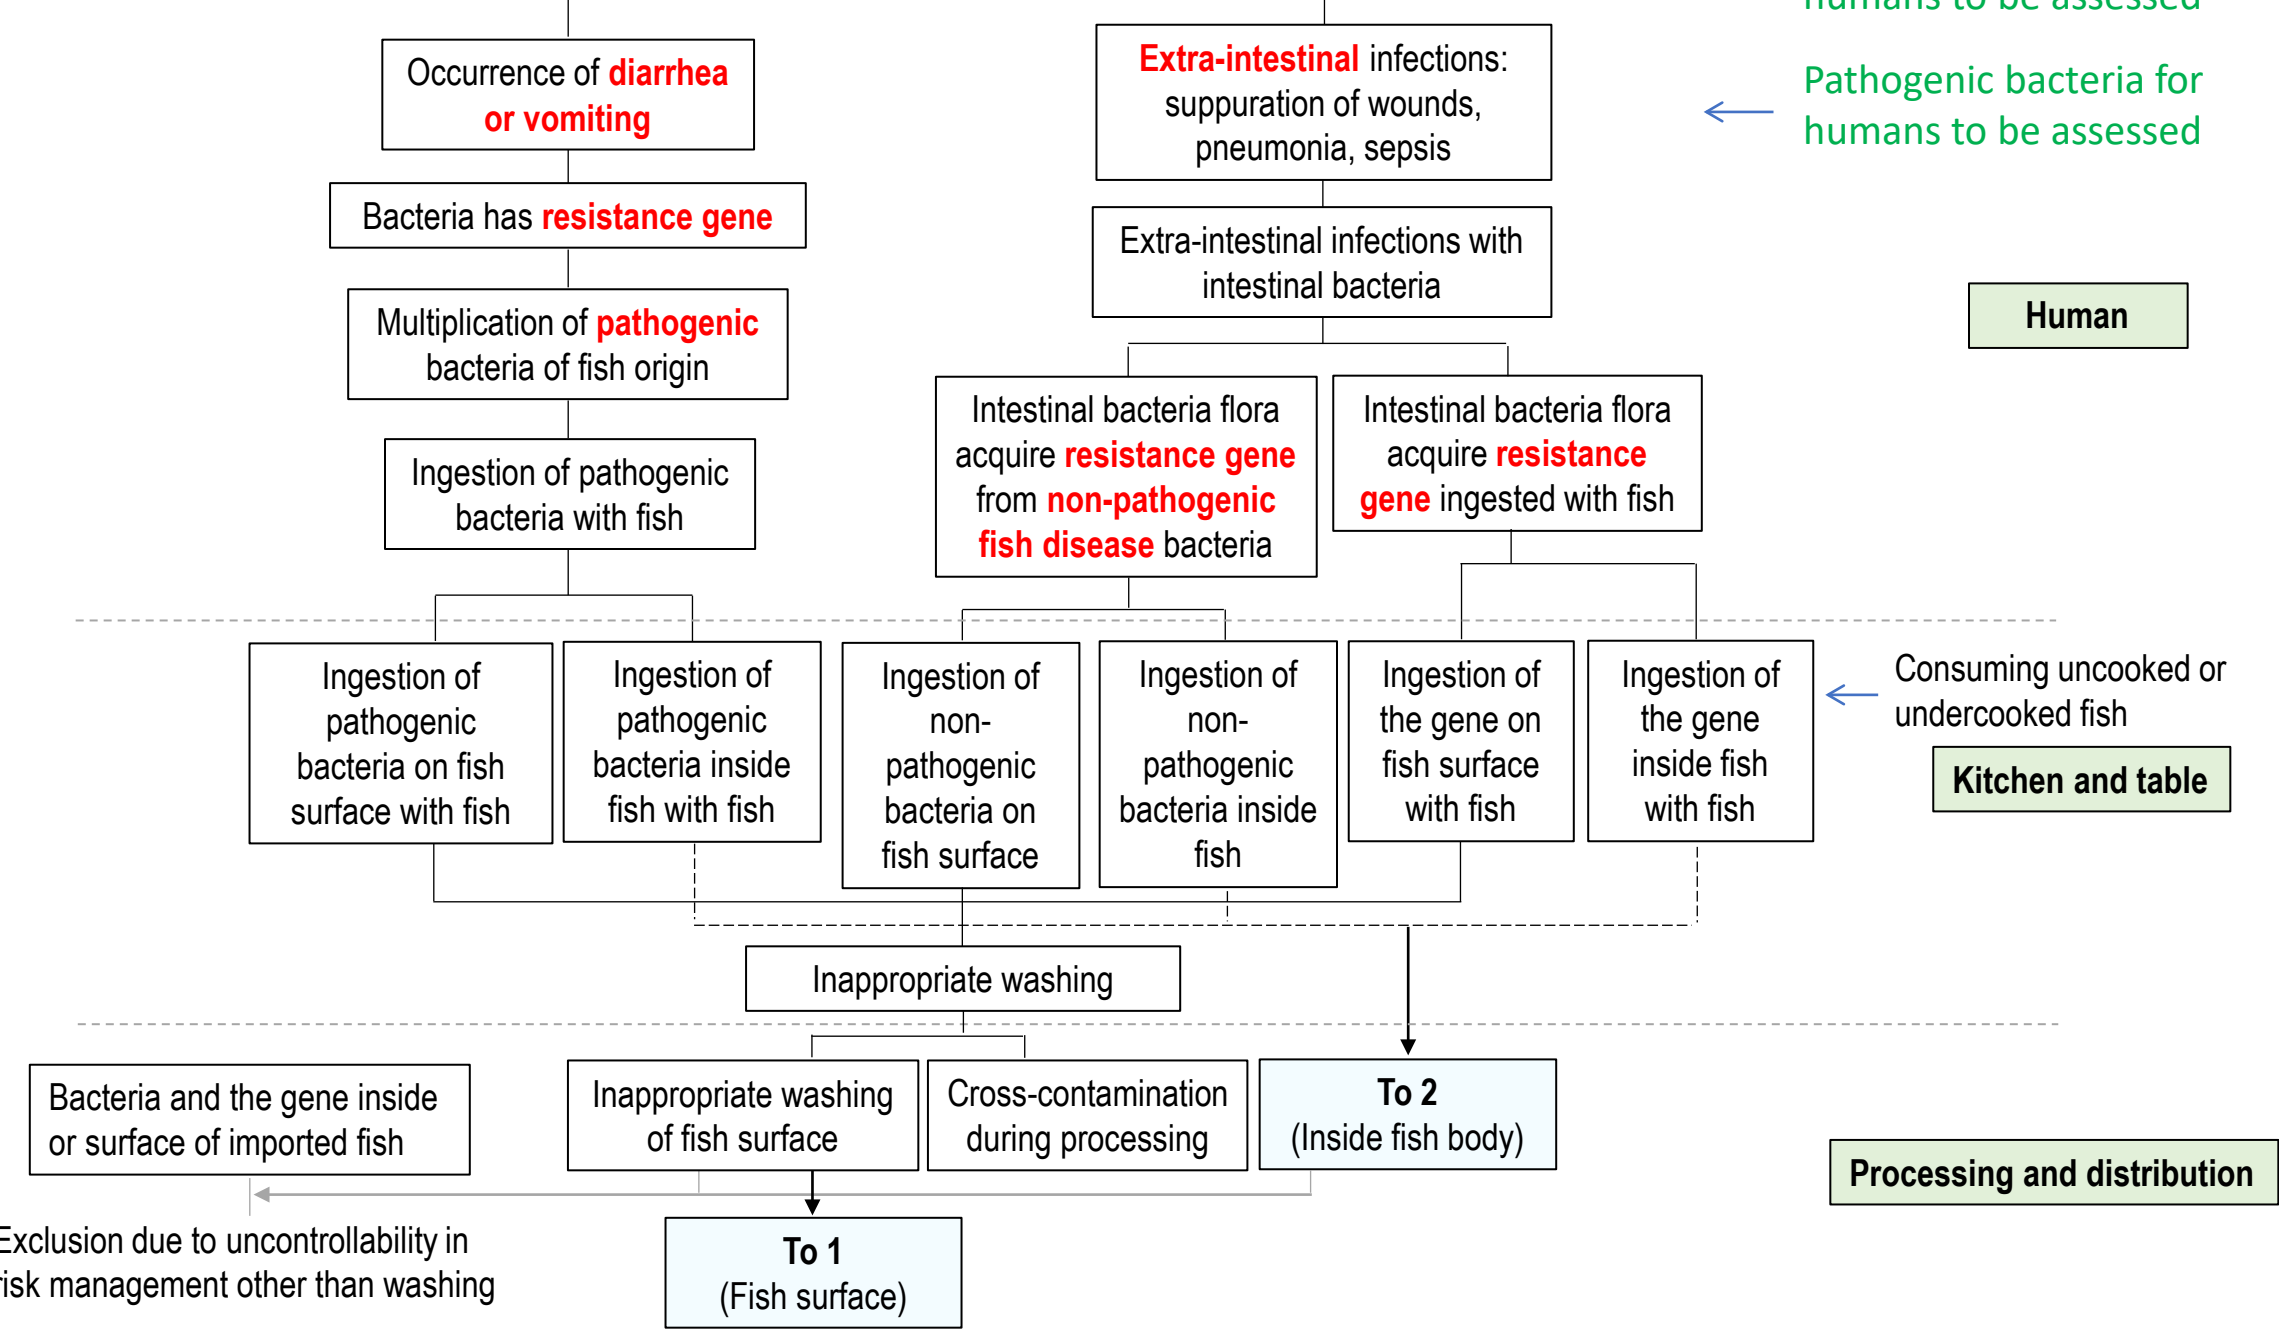 humans to be assessed
Occurrence of diarrhea
or vomiting
Extra-intestinal infections:
suppuration of wounds,
pneumonia, sepsis
Pathogenic bacteria for
humans to be assessed
Bacteria has resistance gene
Extra-intestinal infections with
intestinal bacteria
Multiplication of pathogenic
bacteria of fish origin
Human
Ingestion of pathogenic
bacteria with fish
Intestinal bacteria flora
acquire resistance gene
from non-pathogenic
fish disease bacteria
Intestinal bacteria flora
acquire resistance
gene ingested with fish
Ingestion of
pathogenic
bacteria on fish
surface with fish
Ingestion of
pathogenic
bacteria inside
fish with fish
Ingestion of
non-
pathogenic
bacteria on
fish surface
Ingestion of
non-
pathogenic
bacteria inside
fish
Ingestion of
the gene on
fish surface
with fish
Ingestion of
the gene
inside fish
with fish
Consuming uncooked or
undercooked fish
Kitchen and table
Inappropriate washing
Bacteria and the gene inside
or surface of imported fish
Inappropriate washing
of fish surface
Cross-contamination
during processing
To 2
(Inside fish body)
Processing and distribution
Exclusion due to uncontrollability in
risk management other than washing
To 1
(Fish surface)